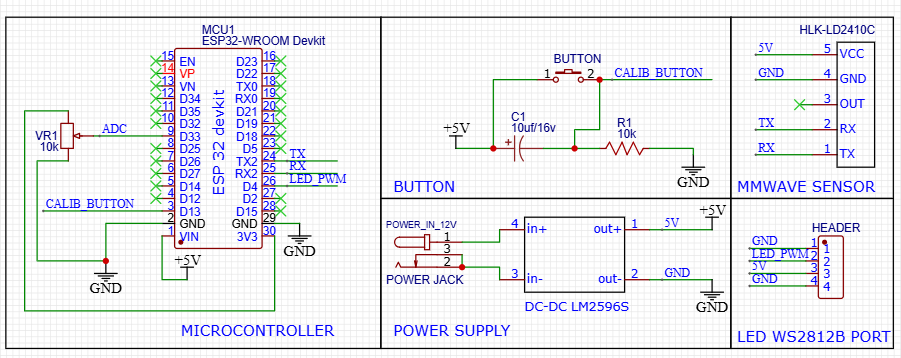 MCU1
ESP32-WROOM Devkit
ESP 32 devkit
15 EN
14 VP
13 VN
12 D34
11 D35
10 D32
9 D33
8 D25
7 D26
6 D27
5 D14
4 D12
3 D13
2 GND
1 VIN
D23 16
D22 17
TX0 18
RX0 19
D21 20
D19 21
D18 22
D5 23
TX2 24
RX2 25
D4 26
D2 27
D15 28
GND 29
3V3 30
VR1
10k
ADC
CALIB_BUTTON
TX
RX
LED_PWM
GND
+5V
GND
MICROCONTROLLER
BUTTON
1 2
CALIB_BUTTON
+5V
C1
10uf/16v
+
R1
10k
GND
BUTTON
HLK-LD2410C
5V 5 VCC
GND 4 GND
3 OUT
TX 2 RX
RX 1 TX
MMWAVE SENSOR
POWER_IN_12V
1
3
2
POWER JACK
4 in+
3 in-
out+ 1
out- 2
5V
+5V
GND
GND
DC-DC LM2596S
POWER SUPPLY
HEADER
GND 1 1
LED_PWM 2 2
5V 3 3
GND 4 4
LED WS2812B PORT